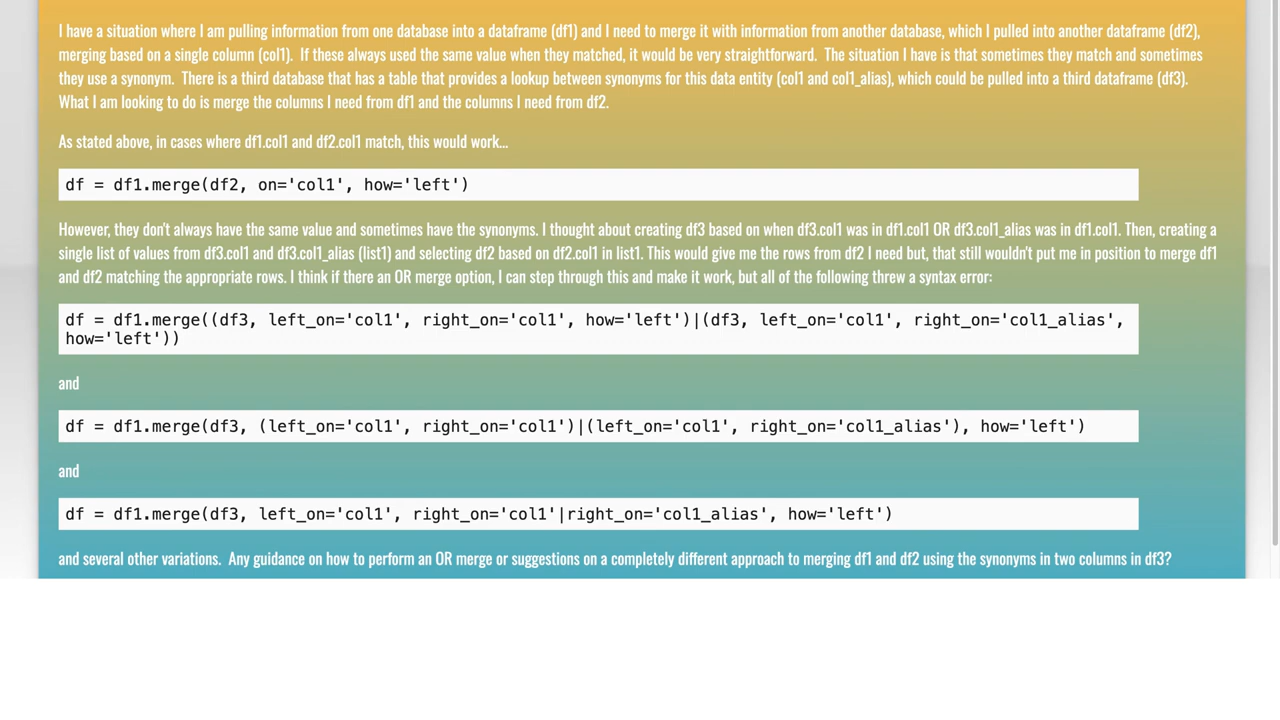 I have a situation where I am pulling information from one database into a dataframe (df1) and I need to merge it with information from another database, which I pulled into another dataframe (df2),
merging based on a single column (col1).  If these always used the same value when they matched, it would be very straightforward.  The situation I have is that sometimes they match and sometimes
they use a synonym.  There is a third database that has a table that provides a lookup between synonyms for this data entity (col1 and col1_alias), which could be pulled into a third dataframe (df3).
What I am looking to do is merge the columns I need from df1 and the columns I need from df2.
As stated above, in cases where df1.col1 and df2.col1 match, this would work...
df = df1.merge(df2, on='col1', how='left')
However, they don't always have the same value and sometimes have the synonyms. I thought about creating df3 based on when df3.col1 was in df1.col1 OR df3.col1_alias was in df1.col1. Then, creating a
single list of values from df3.col1 and df3.col1_alias (list1) and selecting df2 based on df2.col1 in list1. This would give me the rows from df2 I need but, that still wouldn't put me in position to merge df1
and df2 matching the appropriate rows. I think if there an OR merge option, I can step through this and make it work, but all of the following threw a syntax error:
df = df1.merge((df3, left_on='col1', right_on='col1', how='left')|(df3, left_on='col1', right_on='col1_alias',
how='left'))
and
df = df1.merge(df3, (left_on='col1', right_on='col1')|(left_on='col1', right_on='col1_alias'), how='left')
and
df = df1.merge(df3, left_on='col1', right_on='col1'|right_on='col1_alias', how='left')
and several other variations.  Any guidance on how to perform an OR merge or suggestions on a completely different approach to merging df1 and df2 using the synonyms in two columns in df3?